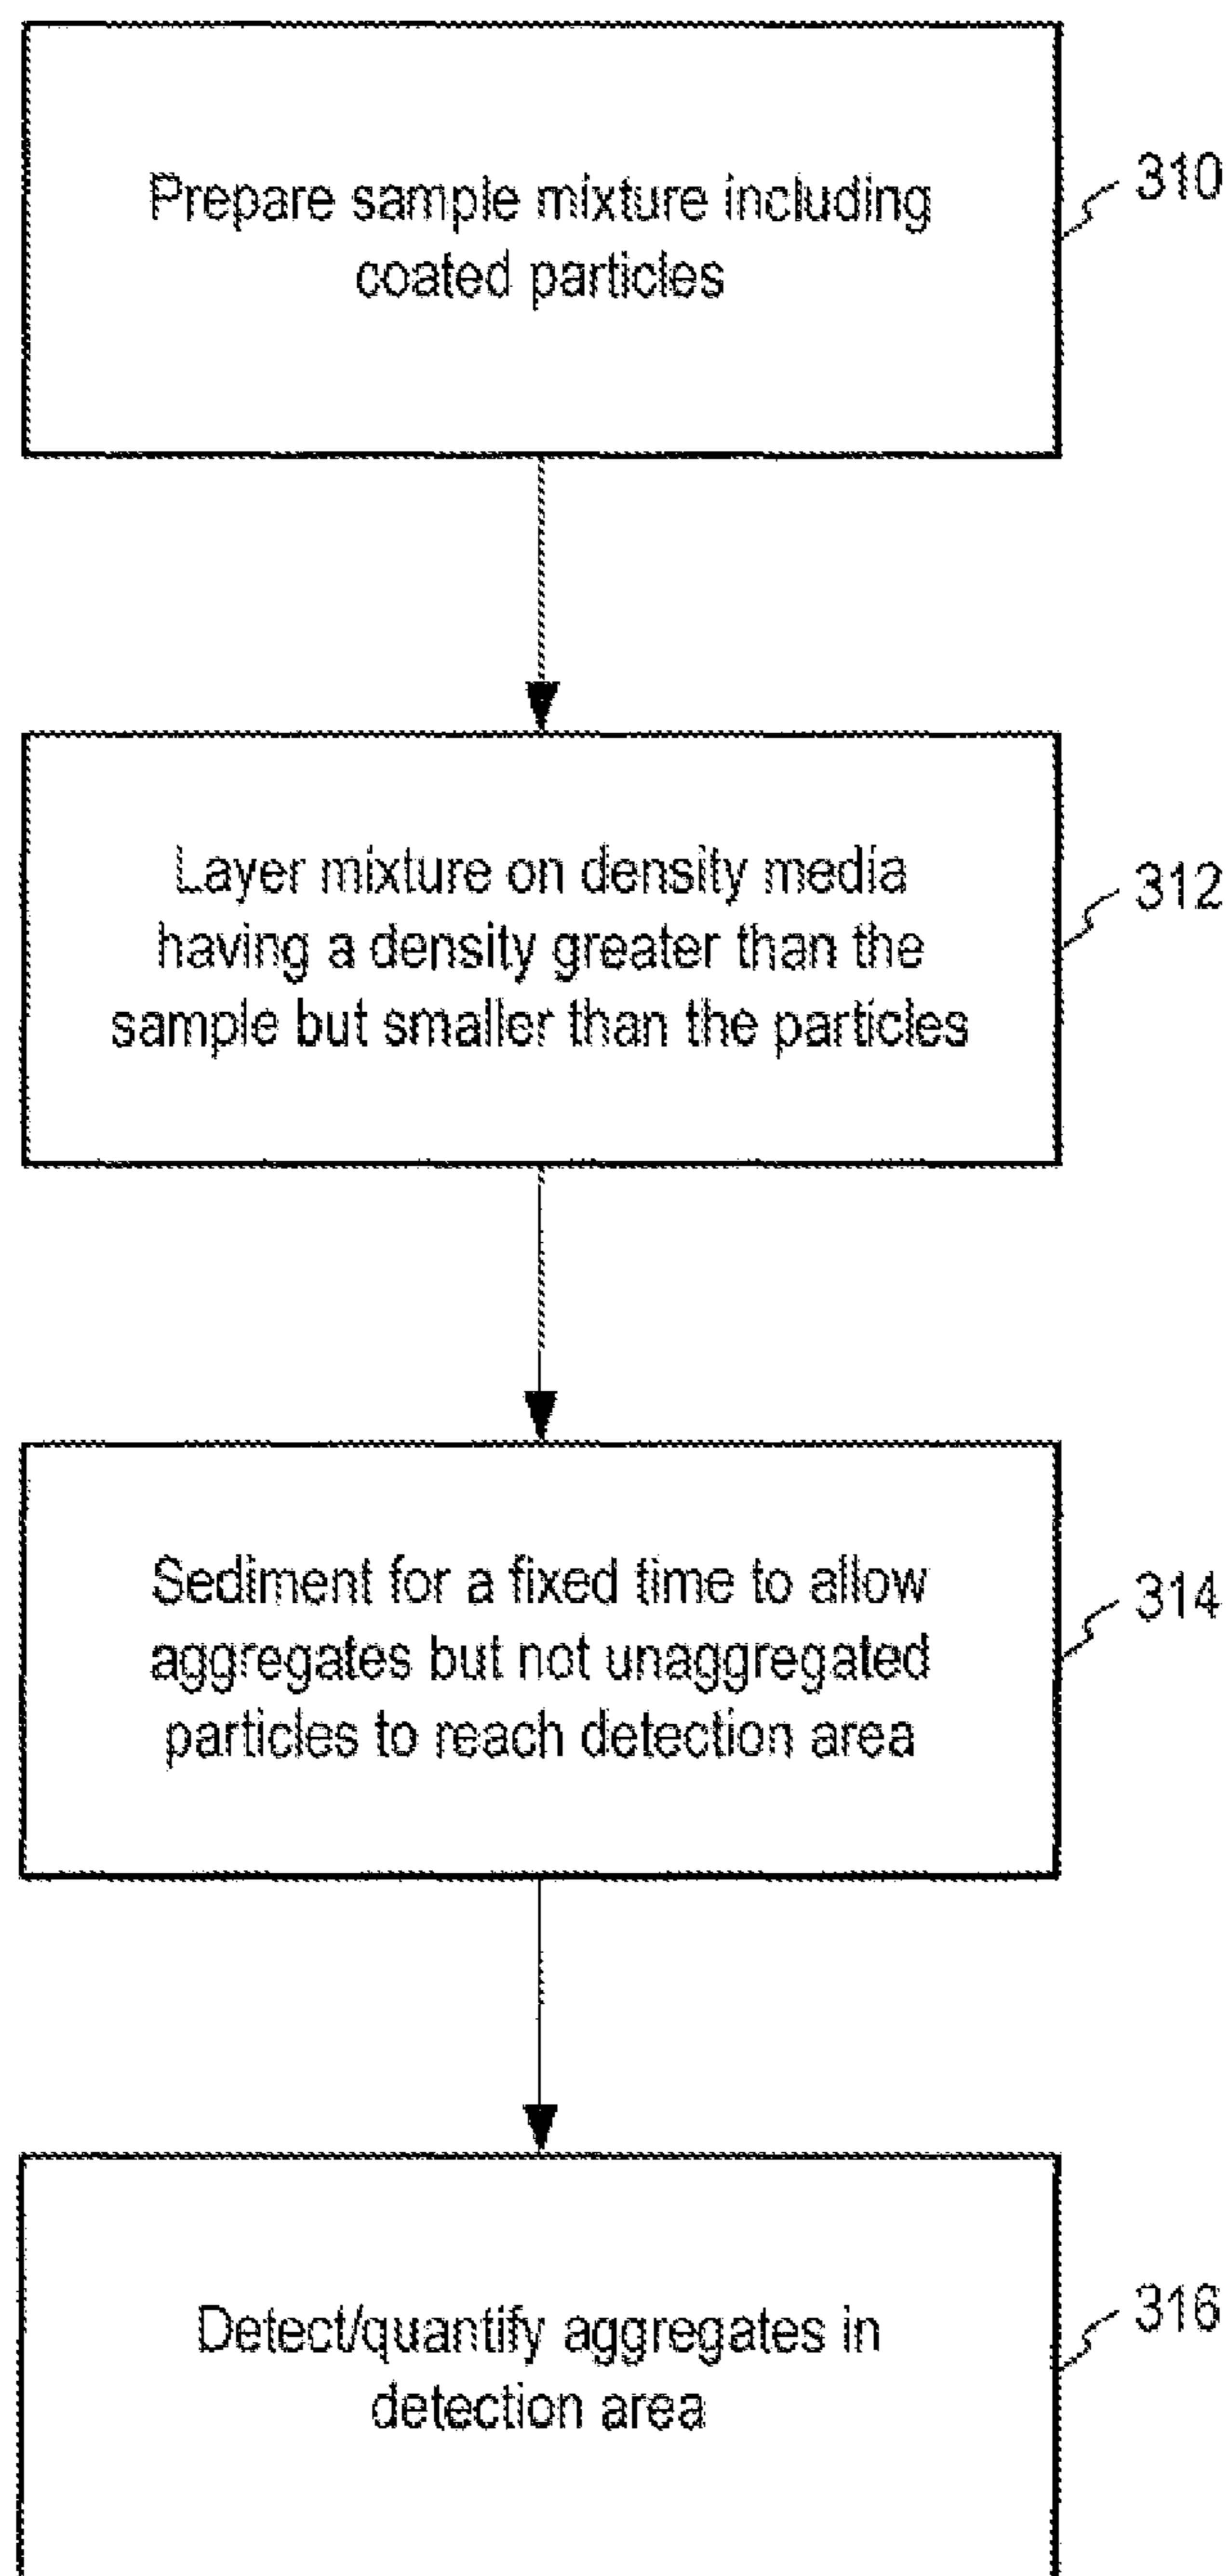 Prepare sample mixture including
coated particles
310
Layer mixture on density media
having a density greater than the
sample but smaller than the particles
312
Sediment for a fixed time to allow
aggregates but not unaggregated
particles to reach detection area
314
Detect/quantify aggregates in
detection area
316